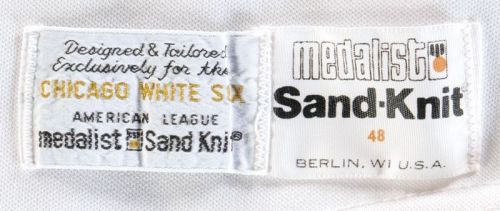 Designed & Tailored
Exclusively for the
CHICAGO WHITE SOX
AMERICAN LEAGUE
medalist Sand Knit®
medalist®
Sand-Knit®
48
BERLIN, WI U.S.A.